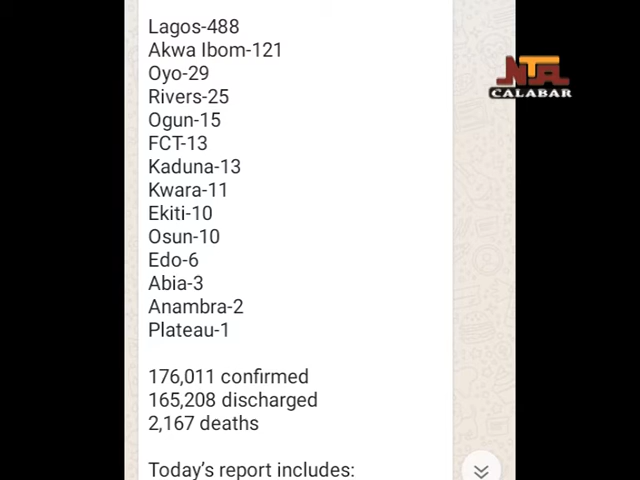 Lagos-488
Akwa Ibom-121
Oyo-29
Rivers-25
Ogun-15
FCT-13
Kaduna-13
Kwara-11
Ekiti-10
Osun-10
Edo-6
Abia-3
Anambra-2
Plateau-1
176,011 confirmed
165,208 discharged
2,167 deaths
Today’s report includes:
NTA
CALABAR